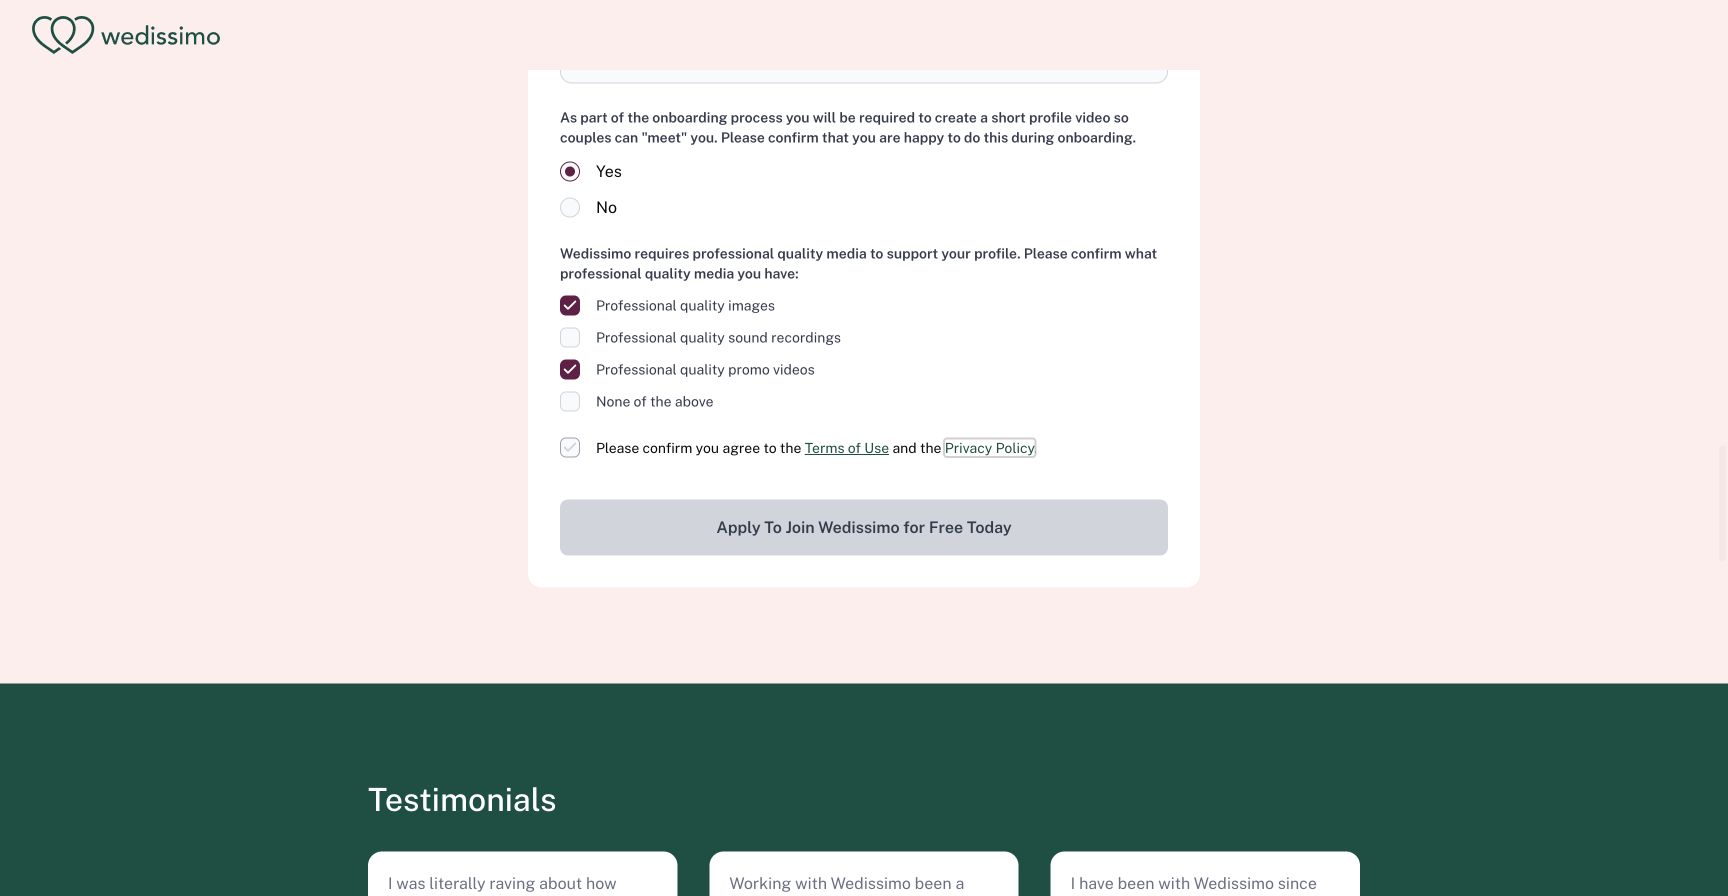 wedissimo
As part of the onboarding process you will be required to create a short profile video so
couples can "meet" you. Please confirm that you are happy to do this during onboarding.
Yes
No
Wedissimo requires professional quality media to support your profile. Please confirm what
professional quality media you have:
Professional quality images
Professional quality sound recordings
Professional quality promo videos
None of the above
Please confirm you agree to the Terms of Use and the Privacy Policy
Apply To Join Wedissimo for Free Today
Testimonials
I was literally raving about how
Working with Wedissimo been a
I have been with Wedissimo since